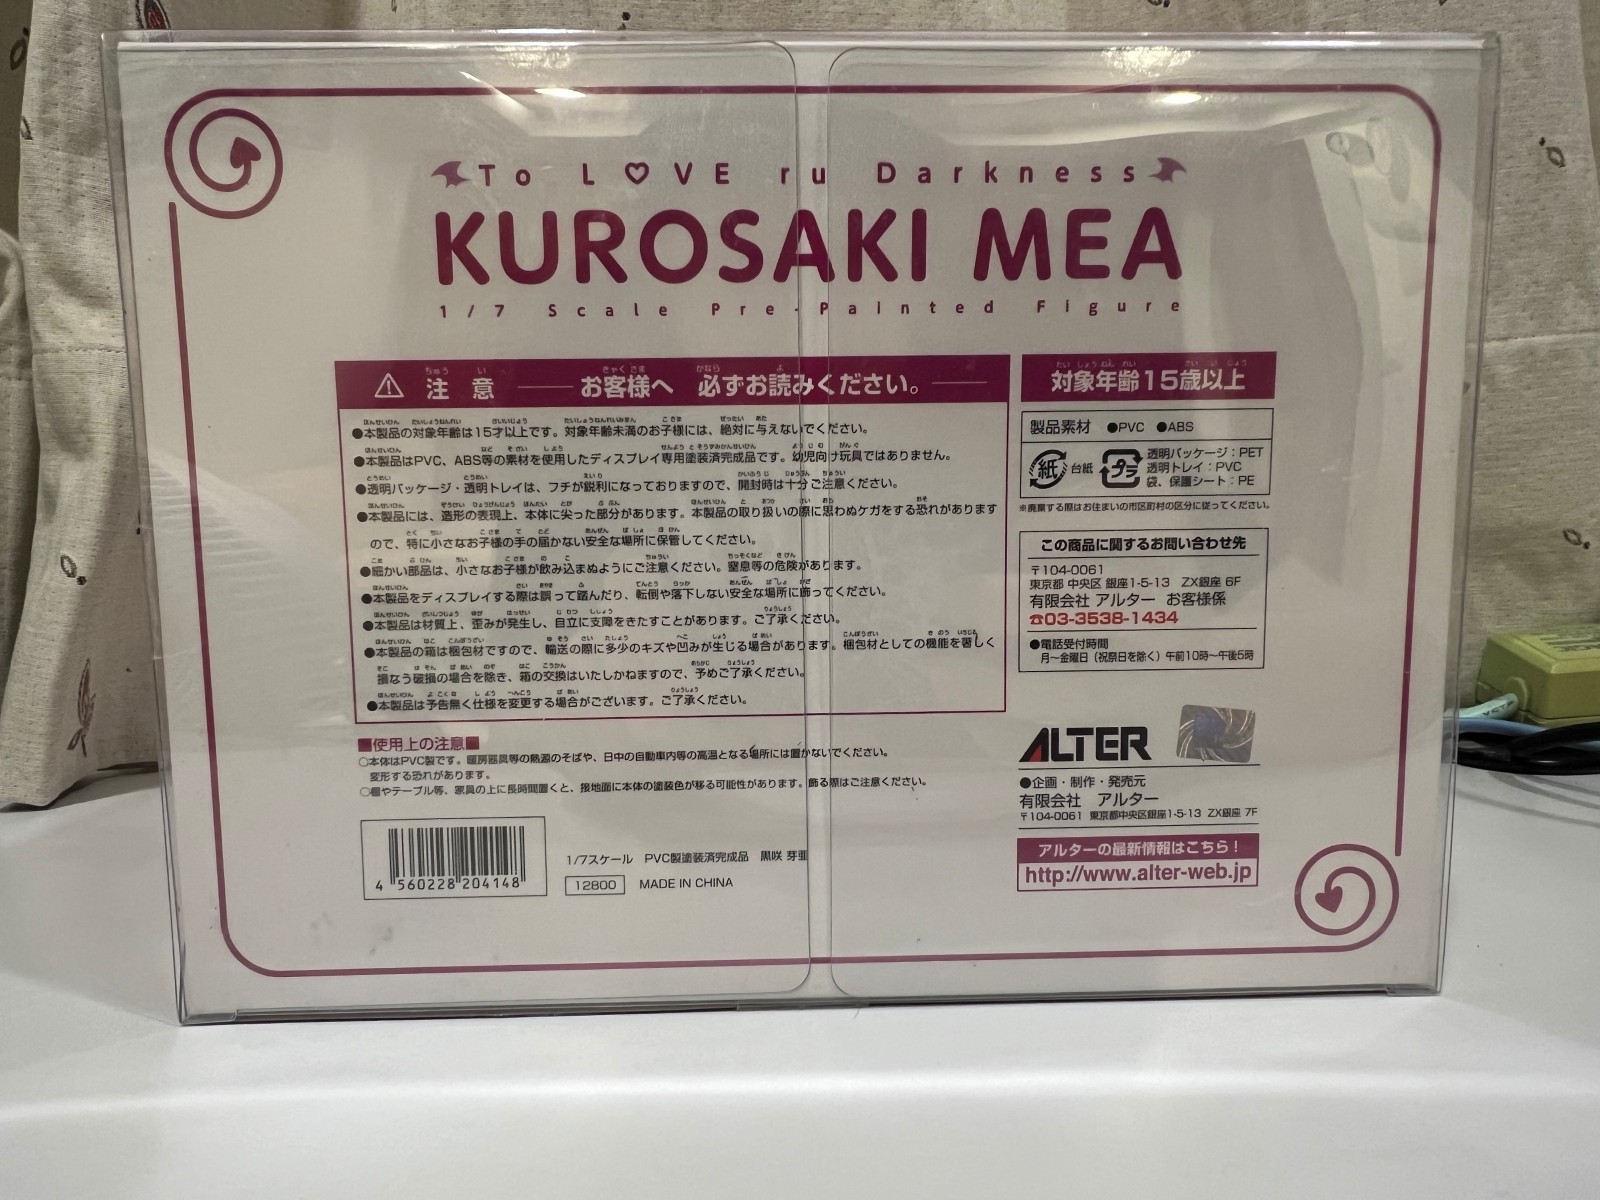 To L♡VE ru Darkness
KUROSAKI MEA
1/7 Scale Pre-Painted Figure
⚠ 注意 お客様へ 必ずお読みください。
●本製品の対象年齢は15才以上です。対象年齢未満のお子様には、絶対に与えないでください。
●本製品はPVC、ABS等の素材を使用したディスプレイ専用塗装済完成品です。幼児向け玩具ではありません。
●透明パッケージ・透明トレイは、フチが鋭利になっておりますので、開封時は十分ご注意ください。
●本製品には、造形の表現上、本体に尖った部分があります。本製品の取り扱いの際に思わぬケガをする恐れがあります
ので、特に小さなお子様の手の届かない安全な場所に保管してください。
●細かい部品は、小さなお子様が飲み込まぬようにご注意ください。窒息等の危険があります。
●本製品をディスプレイする際は誤って踏んだり、転倒や落下しない安全な場所に飾ってください。
●本製品は材質上、歪みが発生し、自立に支障をきたすことがあります。ご了承ください。
●本製品の箱は梱包材ですので、輸送の際に多少のキズや凹みが生じる場合があります。梱包材としての機能を著しく
損なう破損の場合を除き、箱の交換はいたしかねますので、予めご了承ください。
●本製品は予告無く仕様を変更する場合がございます。ご了承ください。
■使用上の注意■
○本体はPVC製です。暖房器具等の熱源のそばや、日中の自動車内等の高温となる場所には置かないでください。
変形する恐れがあります。
○棚やテーブル等、家具の上に長時間置くと、接地面に本体の塗装色が移る可能性があります。飾る際はご注意ください。
4 560228 204148
1/7スケール PVC製塗装済完成品 黒咲 芽亜
12800 MADE IN CHINA
対象年齢15歳以上
製品素材 ●PVC ●ABS
紙 台紙 プラ 透明パッケージ：PET
透明トレイ：PVC
袋、保護シート：PE
※廃棄する際はお住まいの市区町村の区分に従ってください。
この商品に関するお問い合わせ先
〒104-0061
東京都 中央区 銀座 1-5-13 ZX銀座 6F
有限会社 アルター お客様係
☎03-3538-1434
●電話受付時間
月～金曜日（祝祭日を除く）午前10時～午後5時
ALTER
●企画・制作・発売元
有限会社 アルター
〒104-0061 東京都中央区銀座1-5-13 ZX銀座 7F
アルターの最新情報はこちら！
http://www.alter-web.jp